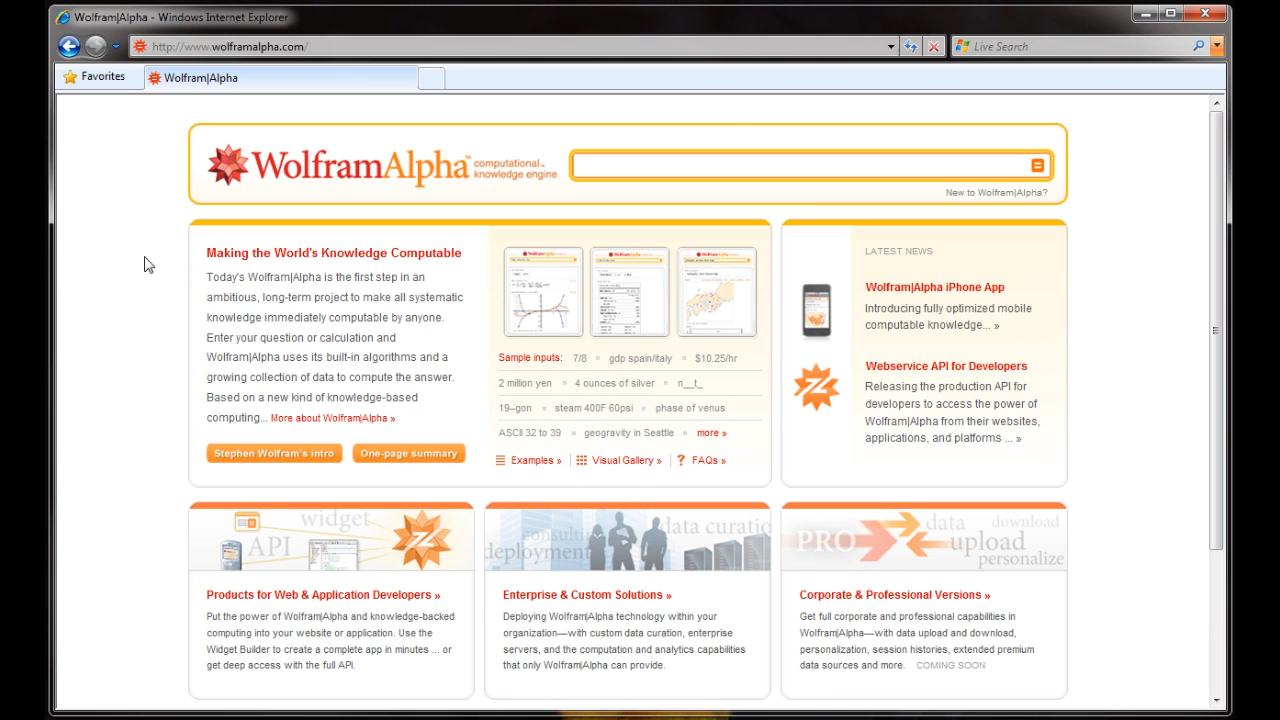 Wolfram|Alpha - Windows Internet Explorer
http://www.wolframalpha.com/
Live Search
Favorites
Wolfram|Alpha
WolframAlpha™ computational™
knowledge engine
New to Wolfram|Alpha?
Making the World's Knowledge Computable
Today's Wolfram|Alpha is the first step in an
ambitious, long-term project to make all systematic
knowledge immediately computable by anyone.
Enter your question or calculation and
Wolfram|Alpha uses its built-in algorithms and a
growing collection of data to compute the answer.
Based on a new kind of knowledge-based
computing... More about Wolfram|Alpha »
Stephen Wolfram's intro
One-page summary
Sample inputs: 7/8 gdp spain/italy $10.25/hr
2 million yen 4 ounces of silver n__t_
19–gon steam 400F 60psi phase of venus
ASCII 32 to 39 geogravity in Seattle more »
Examples » Visual Gallery » ? FAQs »
LATEST NEWS
Wolfram|Alpha iPhone App
Introducing fully optimized mobile
computable knowledge... »
Webservice API for Developers
Releasing the production API for
developers to access the power of
Wolfram|Alpha from their websites,
applications, and platforms ... »
widget
API
Products for Web & Application Developers »
Put the power of Wolfram|Alpha and knowledge-backed
computing into your website or application. Use the
Widget Builder to create a complete app in minutes ... or
get deep access with the full API.
data curation
deployment
Enterprise & Custom Solutions »
Deploying Wolfram|Alpha technology within your
organization—with custom data curation, enterprise
servers, and the computation and analytics capabilities
that only Wolfram|Alpha can provide.
data download
PRO upload
personalize
Corporate & Professional Versions »
Get full corporate and professional capabilities in
Wolfram|Alpha—with data upload and download,
personalization, session histories, extended premium
data sources and more. COMING SOON